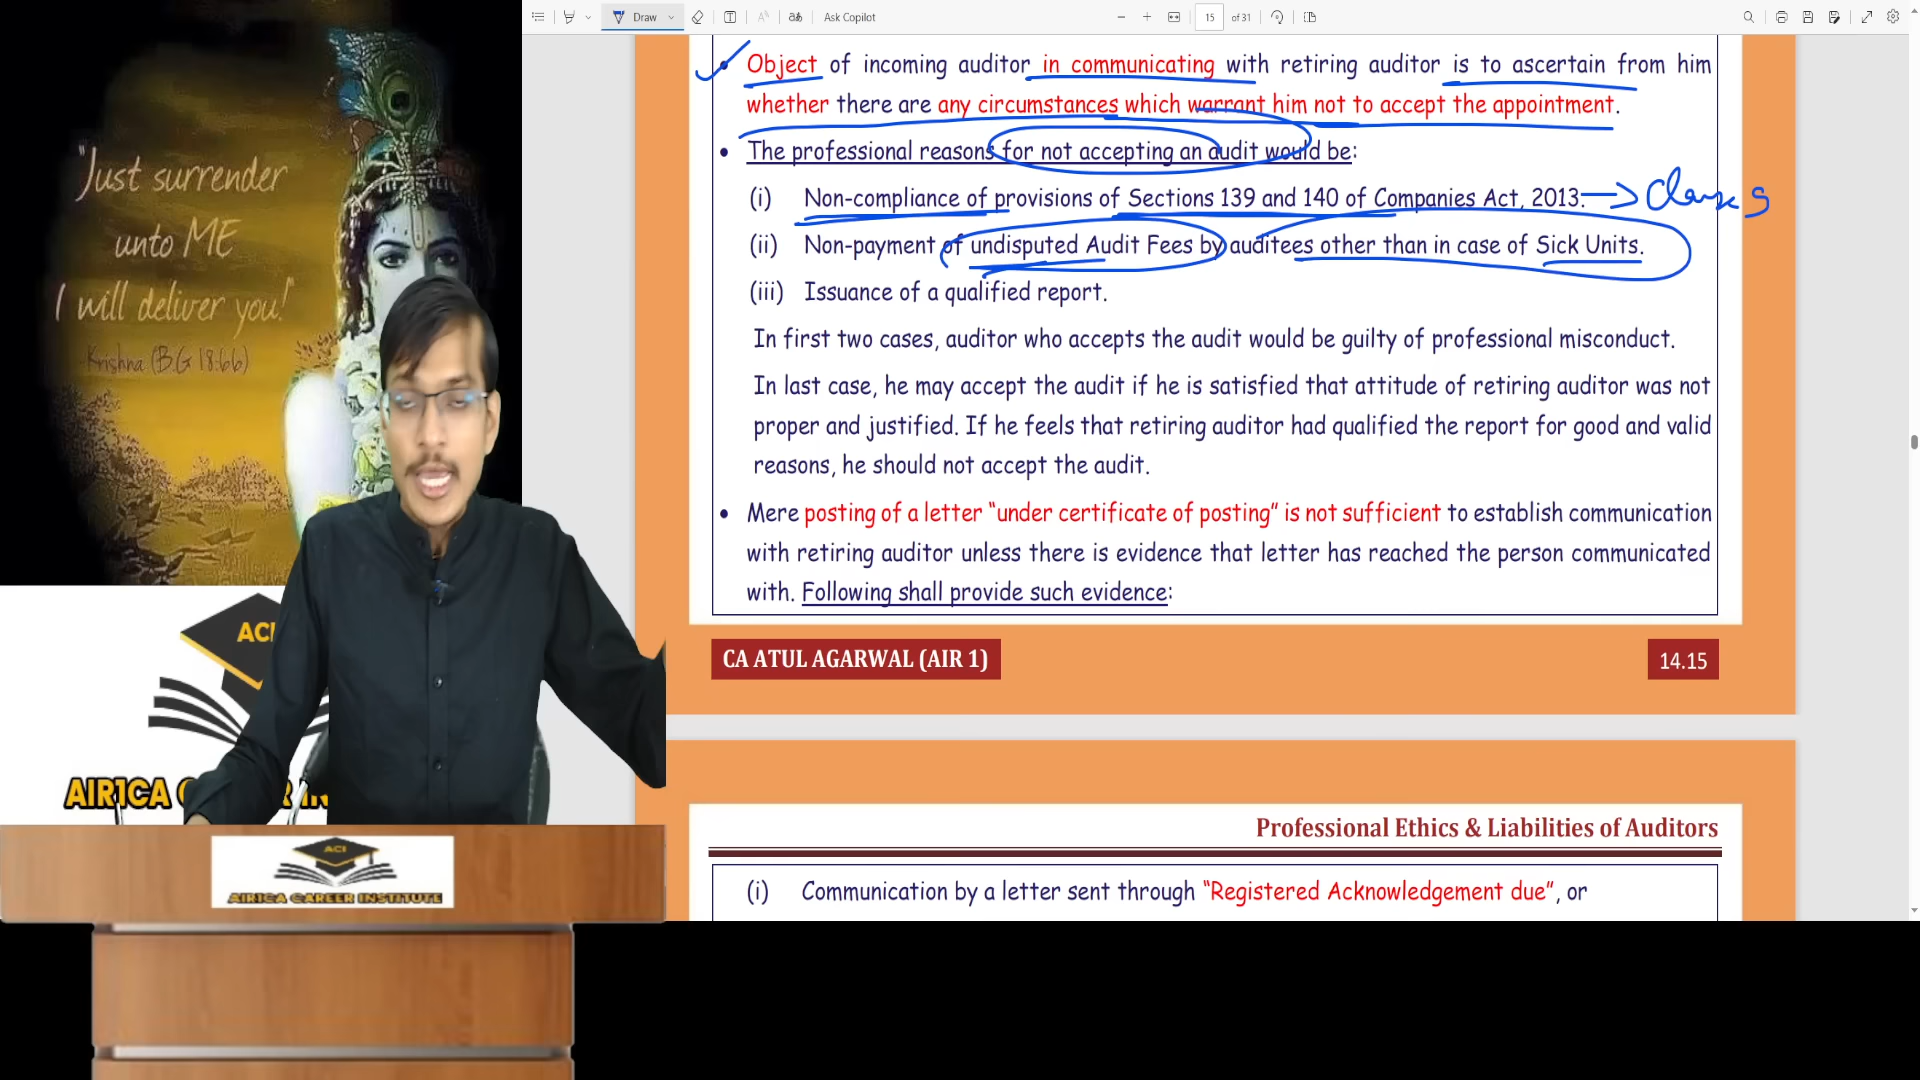 Draw
Ask Copilot
15
of 31
"Just surrender
unto ME
I will deliver you!"
-Krishna (B.G 18:66)
• Object of incoming auditor in communicating with retiring auditor is to ascertain from him
whether there are any circumstances which warrant him not to accept the appointment.
• The professional reasons for not accepting an audit would be:
(i) Non-compliance of provisions of Sections 139 and 140 of Companies Act, 2013. → Clause 9
(ii) Non-payment of undisputed Audit Fees by auditees other than in case of Sick Units.
(iii) Issuance of a qualified report.
In first two cases, auditor who accepts the audit would be guilty of professional misconduct.
In last case, he may accept the audit if he is satisfied that attitude of retiring auditor was not
proper and justified. If he feels that retiring auditor had qualified the report for good and valid
reasons, he should not accept the audit.
• Mere posting of a letter “under certificate of posting” is not sufficient to establish communication
with retiring auditor unless there is evidence that letter has reached the person communicated
with. Following shall provide such evidence:
CA ATUL AGARWAL (AIR 1)
14.15
Professional Ethics & Liabilities of Auditors
(i) Communication by a letter sent through “Registered Acknowledgement due”, or
ACI
AIR1CA
ACI
AIR1CA CAREER INSTITUTE